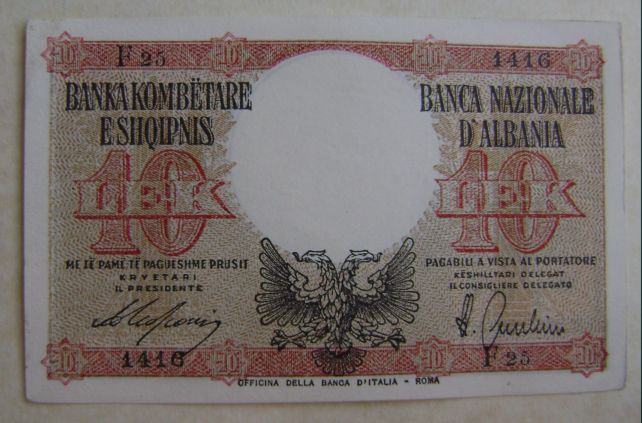 F 25 1416
BANKA KOMBËTARE
E SHQIPNIS
BANCA NAZIONALE
D'ALBANIA
10
LEK
10
LEK
ME TË PAMË TË PAGUESHME PRUSIT
KRYETARI
IL PRESIDENTE
PAGABILI A VISTA AL PORTATORE
KËSHILLTARI DELEGAT
IL CONSIGLIERE DELEGATO
1416 F 25
OFFICINA DELLA BANCA D'ITALIA - ROMA